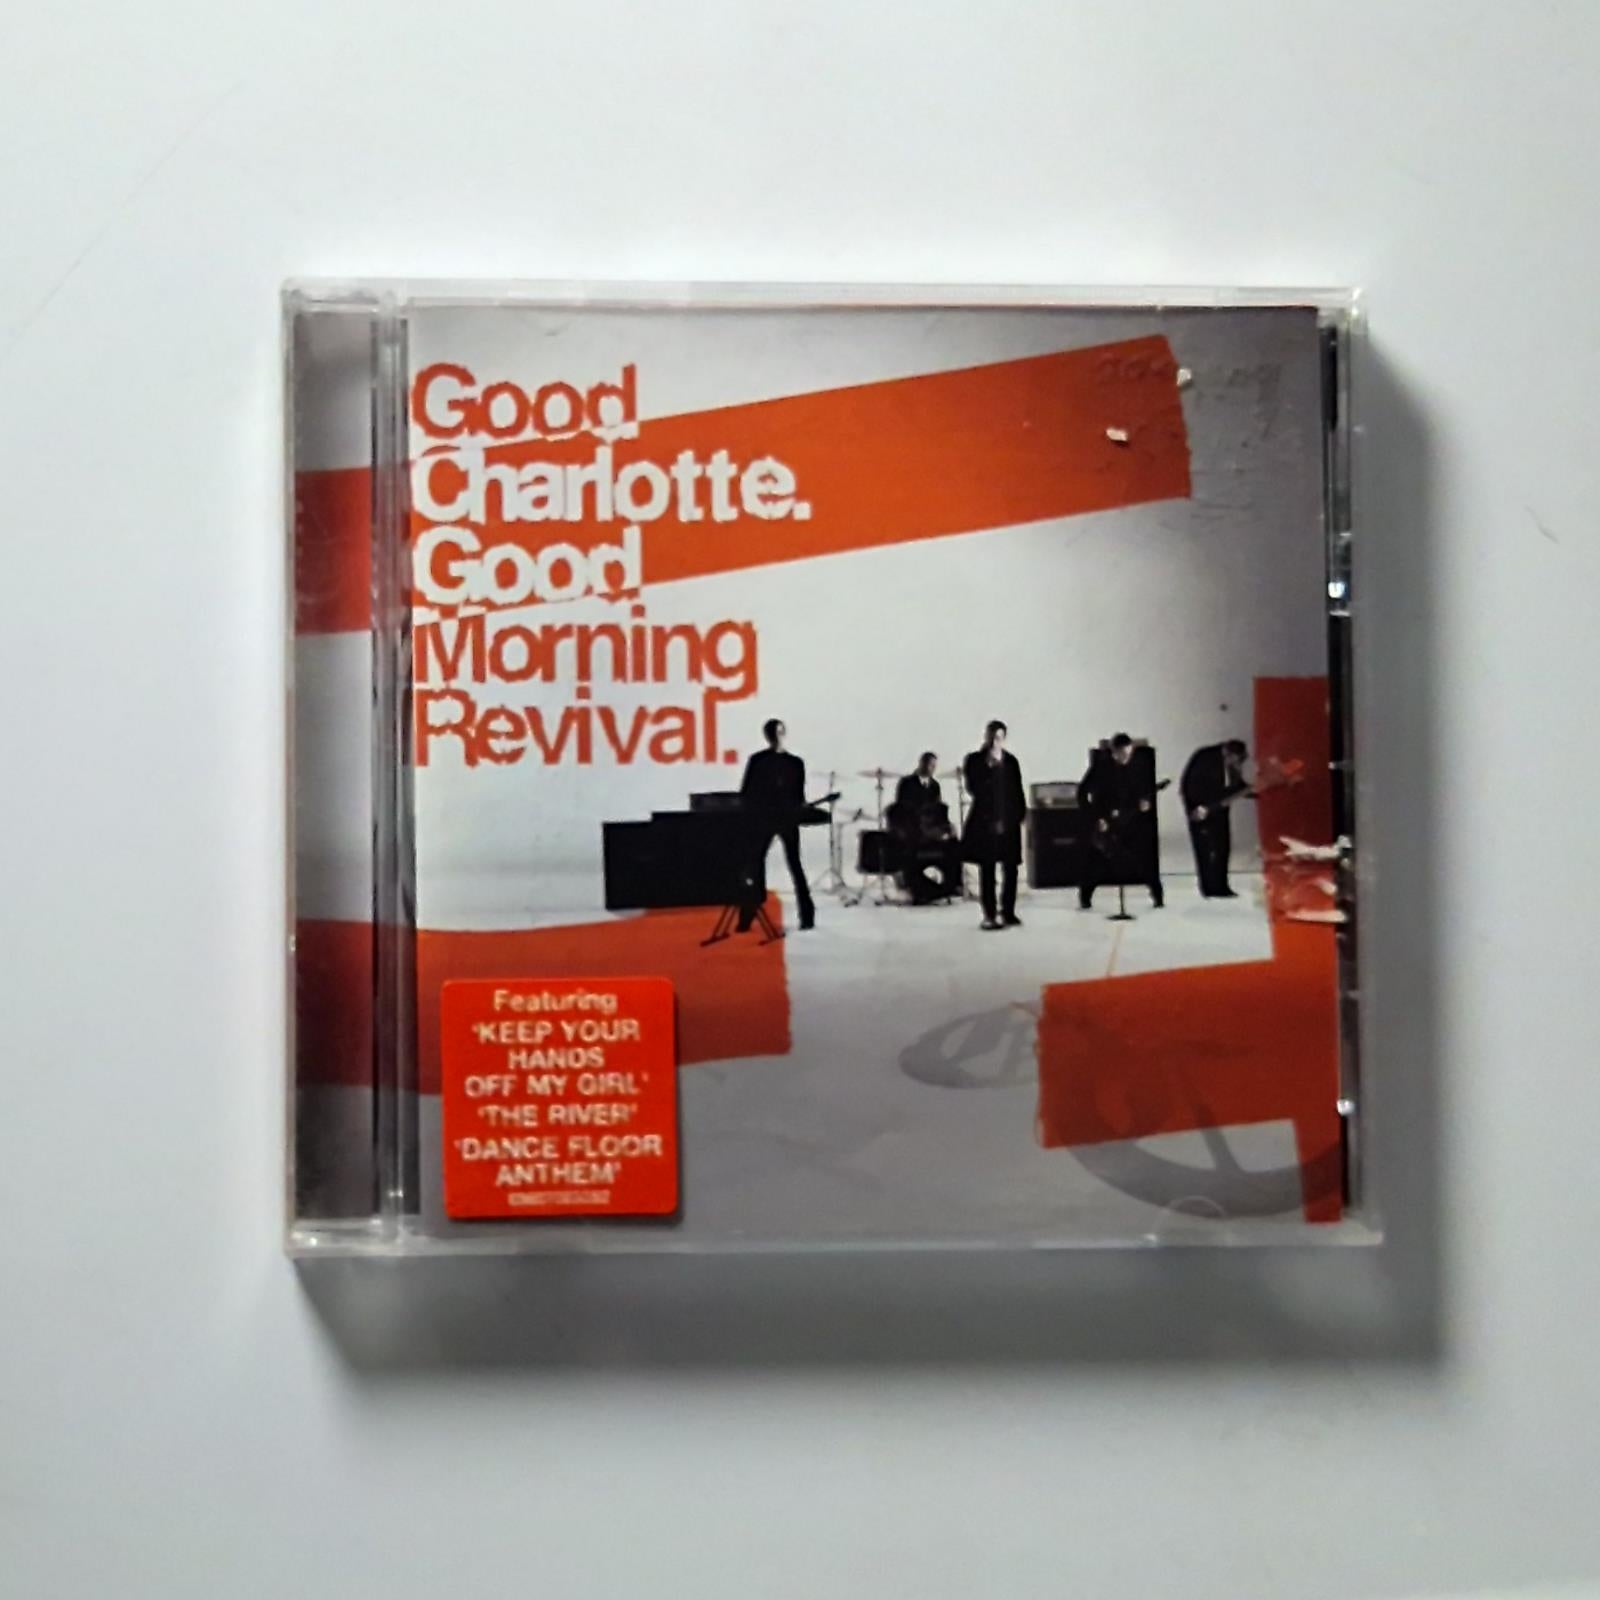 Good
Charlotte.
Good
Morning
Revival.
Featuring
'KEEP YOUR
HANDS
OFF MY GIRL'
'THE RIVER'
'DANCE FLOOR
ANTHEM'